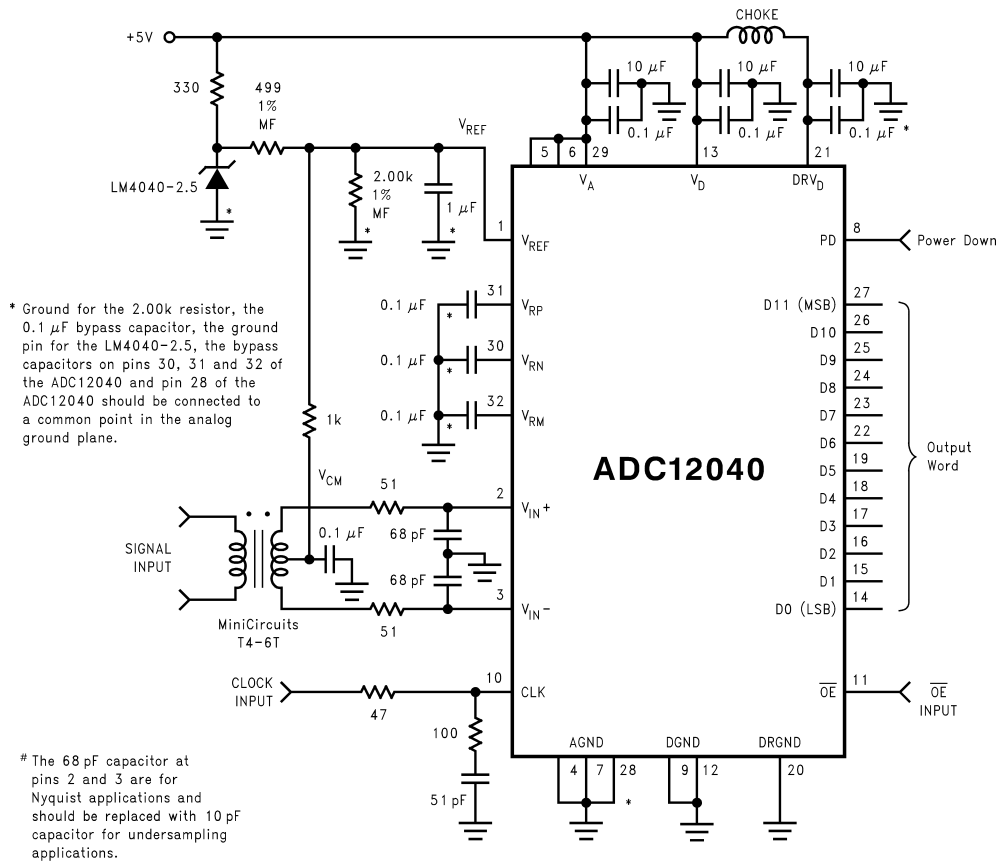 CHOKE
+5V
330
499
1%
MF
VREF
10 µF
0.1 µF
10 µF
0.1 µF
10 µF
0.1 µF *
LM4040-2.5
*
2.00k
1%
MF
*
1 µF
*
5
6
29
13
21
VA
VD
DRVD
1
VREF
PD
8
Power Down
* Ground for the 2.00k resistor, the
0.1 µF bypass capacitor, the ground
pin for the LM4040-2.5, the bypass
capacitors on pins 30, 31 and 32 of
the ADC12040 and pin 28 of the
ADC12040 should be connected to
a common point in the analog
ground plane.
0.1 µF
*
31
VRP
0.1 µF
*
30
VRN
0.1 µF
*
32
VRM
1k
VCM
ADC12040
D11 (MSB)
27
D10
26
D9
25
D8
24
D7
23
D6
22
D5
19
D4
18
D3
17
D2
16
D1
15
D0 (LSB)
14
Output
Word
SIGNAL
INPUT
MiniCircuits
T4-6T
0.1 µF
51
2
VIN+
68 pF
68 pF
3
VIN-
51
CLOCK
INPUT
47
10
CLK
100
51 pF
OE
11
OE
INPUT
AGND
DGND
DRGND
4
7
28
*
9
12
20
# The 68 pF capacitor at
pins 2 and 3 are for
Nyquist applications and
should be replaced with 10 pF
capacitor for undersampling
applications.